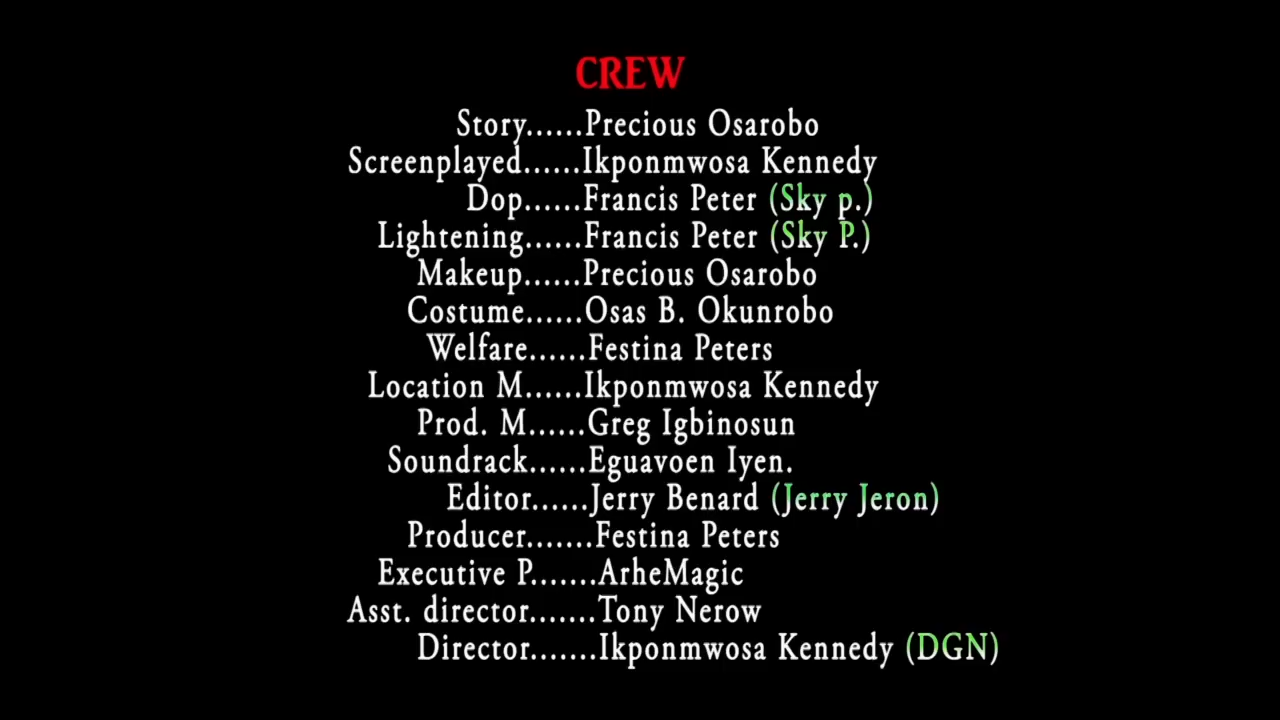 CREW
Story......Precious Osarobo
Screenplayed......Ikponmwosa Kennedy
Dop......Francis Peter (Sky p.)
Lightening......Francis Peter (Sky P.)
Makeup......Precious Osarobo
Costume......Osas B. Okunrobo
Welfare......Festina Peters
Location M......Ikponmwosa Kennedy
Prod. M......Greg Igbinosun
Soundrack......Eguavoen Iyen.
Editor......Jerry Benard (Jerry Jeron)
Producer.......Festina Peters
Executive P.......ArheMagic
Asst. director.......Tony Nerow
Director.......Ikponmwosa Kennedy (DGN)